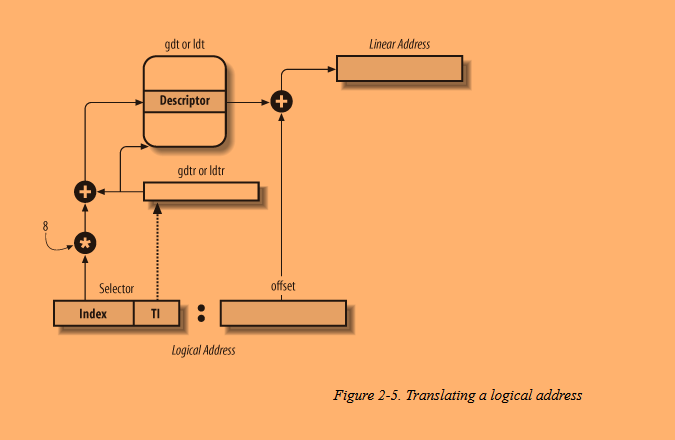 gdt or ldt
Linear Address
Descriptor
+
gdtr or ldtr
+
8
*
Selector
offset
Index
TI
:
Logical Address
Figure 2-5. Translating a logical address